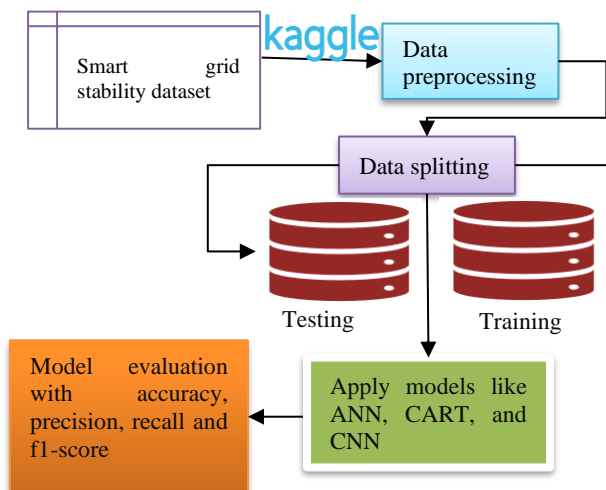 kaggle
Smart grid
stability dataset
Data
preprocessing
Data splitting
Testing
Training
Model evaluation
with accuracy,
precision, recall and
f1-score
Apply models like
ANN, CART, and
CNN